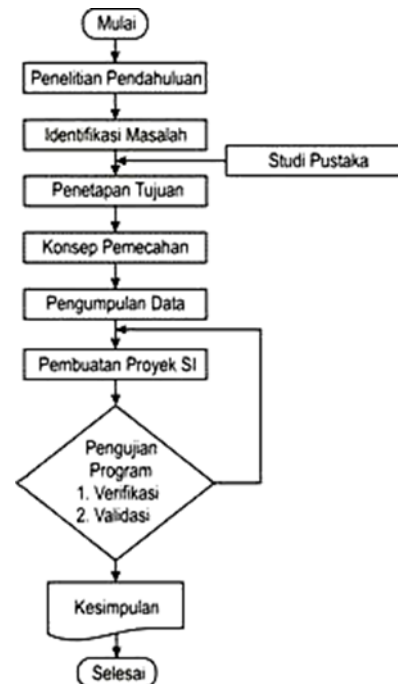 Mulai
Penelitian Pendahuluan
Identifikasi Masalah
Studi Pustaka
Penetapan Tujuan
Konsep Pemecahan
Pengumpulan Data
Pembuatan Proyek SI
Pengujian
Program
1. Verifikasi
2. Validasi
Kesimpulan
Selesai